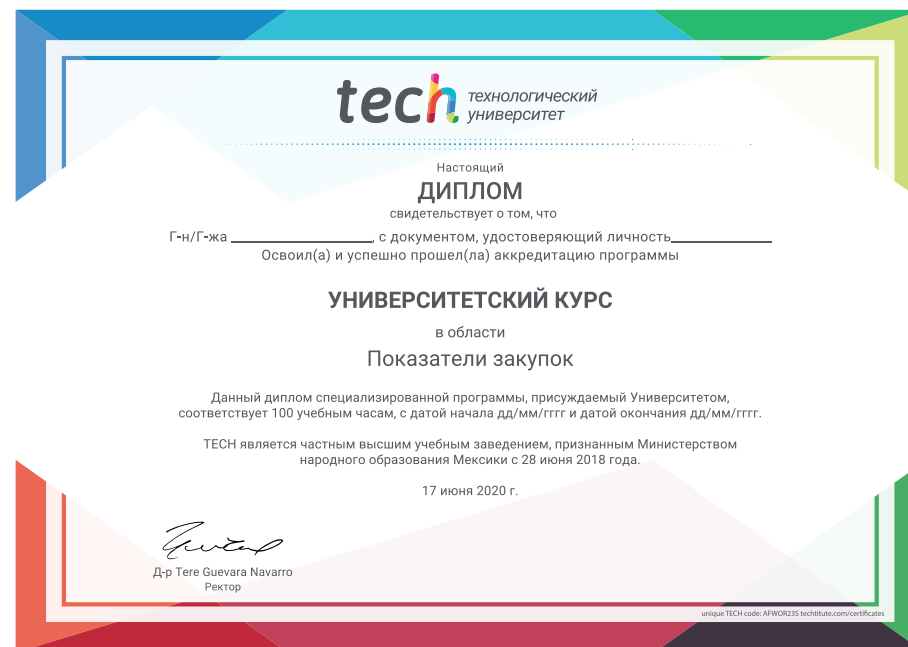 tech технологический
университет
Настоящий
ДИПЛОМ
свидетельствует о том, что
Г-н/Г-жа ____________________, с документом, удостоверяющий личность______________
Освоил(а) и успешно прошел(ла) аккредитацию программы
УНИВЕРСИТЕТСКИЙ КУРС
в области
Показатели закупок
Данный диплом специализированной программы, присуждаемый Университетом,
соответствует 100 учебным часам, с датой начала дд/мм/гггг и датой окончания дд/мм/гггг.
TECH является частным высшим учебным заведением, признанным Министерством
народного образования Мексики с 28 июня 2018 года.
17 июня 2020 г.
Д-р Tere Guevara Navarro
Ректор
unique TECH code: AFWOR23S techtitute.com/certificates